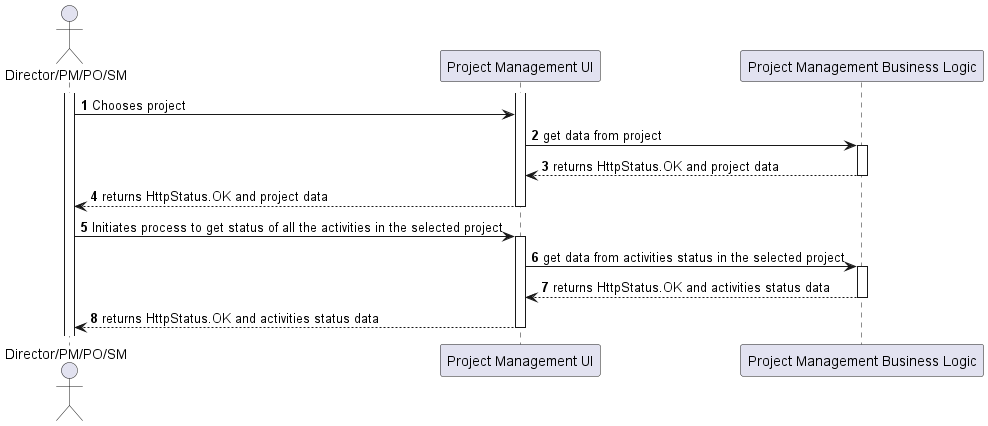 Director/PM/PO/SM
Project Management UI
Project Management Business Logic
1 Chooses project
2 get data from project
3 returns HttpStatus.OK and project data
4 returns HttpStatus.OK and project data
5 Initiates process to get status of all the activities in the selected project
6 get data from activities status in the selected project
7 returns HttpStatus.OK and activities status data
8 returns HttpStatus.OK and activities status data
Director/PM/PO/SM
Project Management UI
Project Management Business Logic